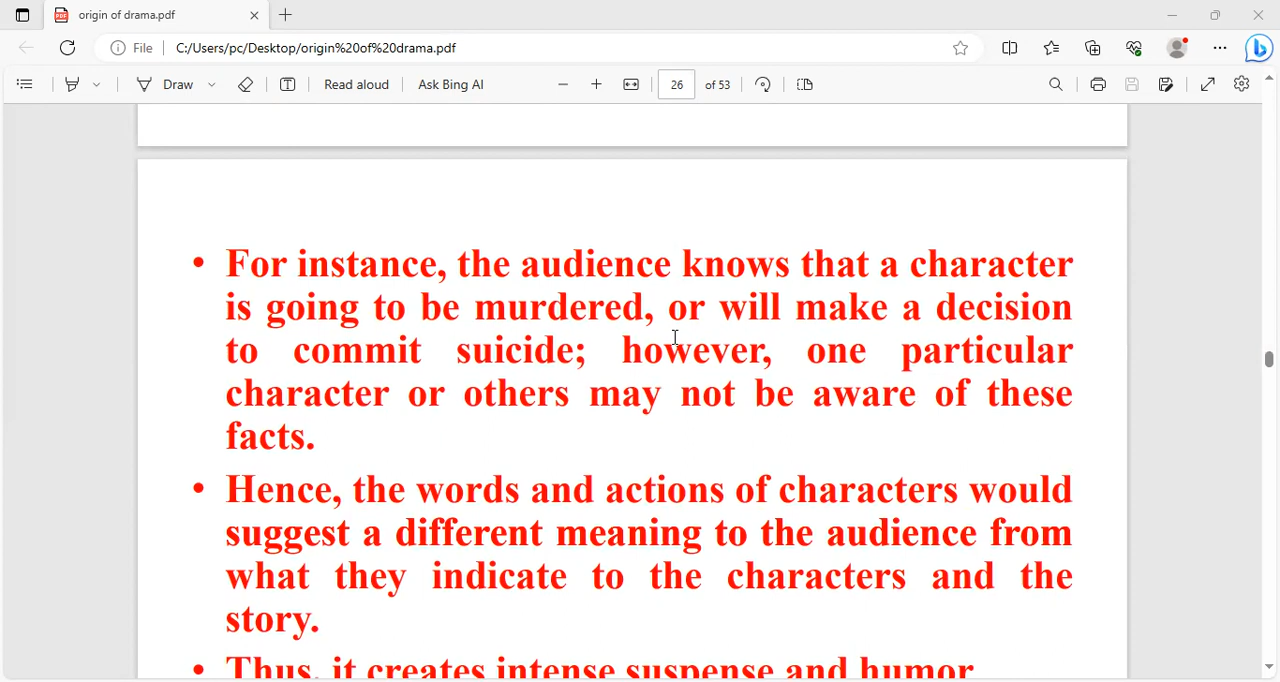 origin of drama.pdf
File
C:/Users/pc/Desktop/origin%20of%20drama.pdf
Draw
Read aloud
Ask Bing AI
26 of 53
• For instance, the audience knows that a character
is going to be murdered, or will make a decision
to commit suicide; however, one particular
character or others may not be aware of these
facts.
• Hence, the words and actions of characters would
suggest a different meaning to the audience from
what they indicate to the characters and the
story.
• Thus, it creates intense suspense and humor.